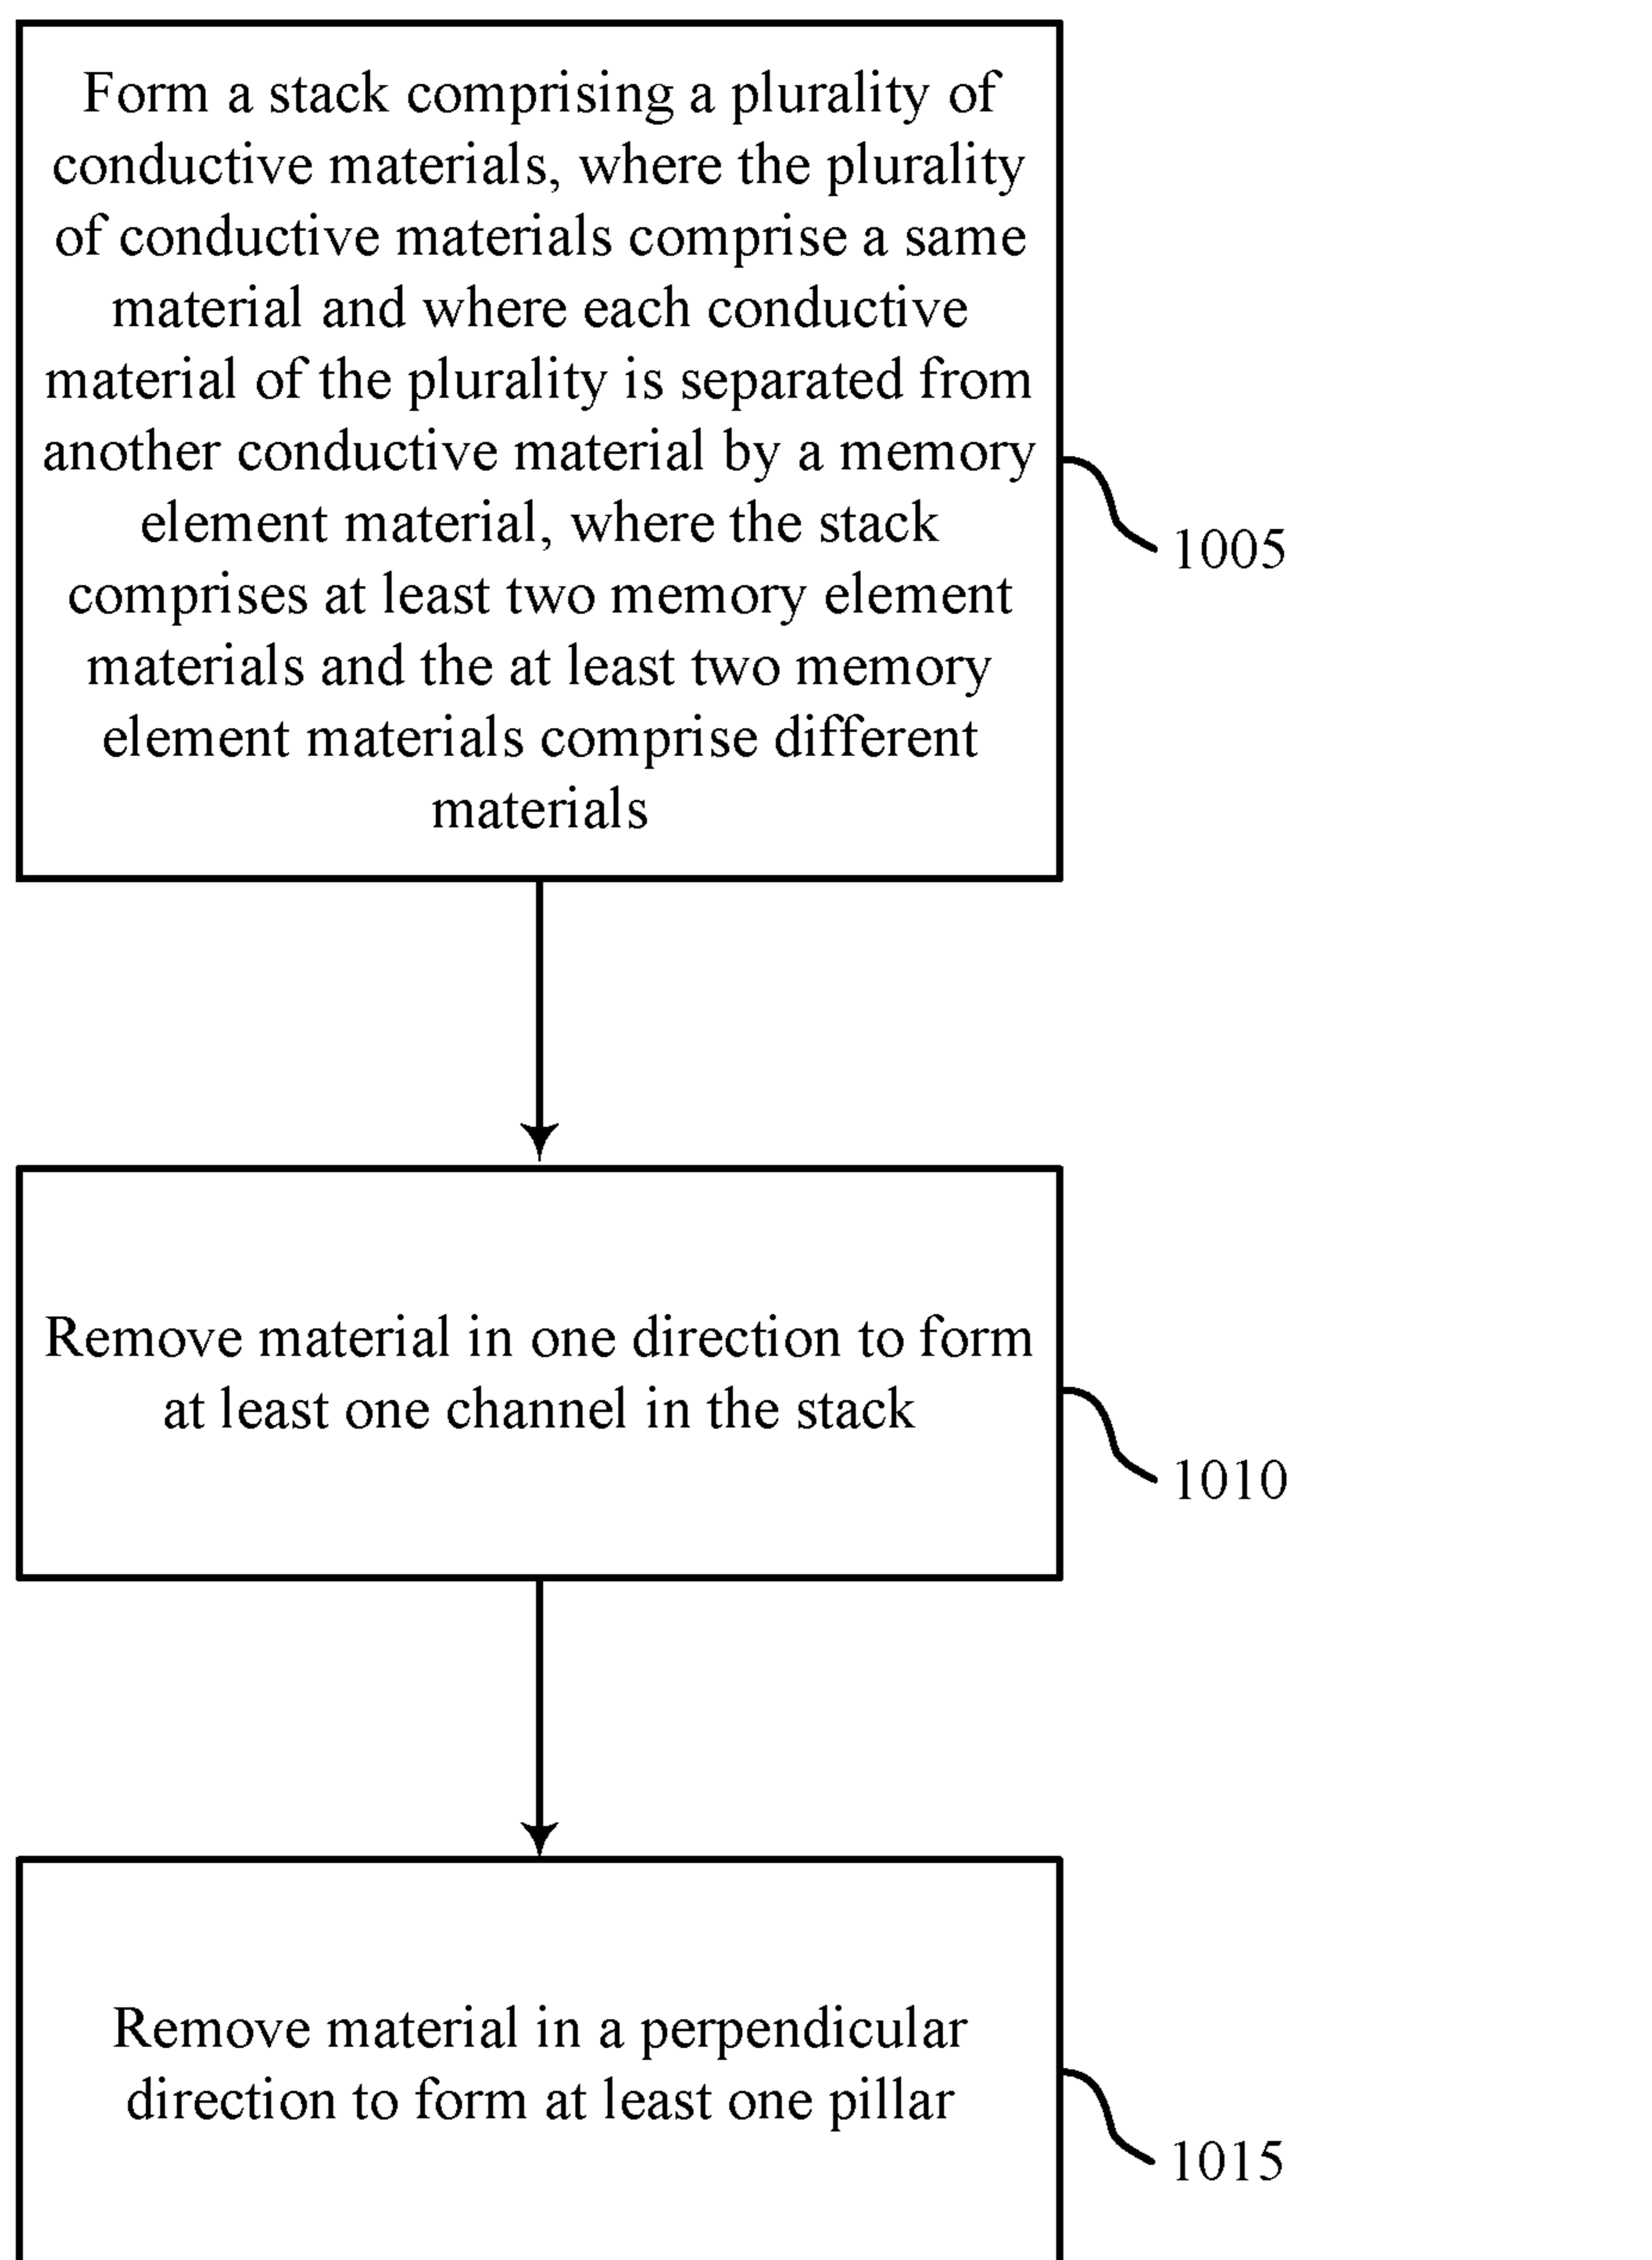 Form a stack comprising a plurality of
conductive materials, where the plurality
of conductive materials comprise a same
material and where each conductive
material of the plurality is separated from
another conductive material by a memory
element material, where the stack
comprises at least two memory element
materials and the at least two memory
element materials comprise different
materials
1005
Remove material in one direction to form
at least one channel in the stack
1010
Remove material in a perpendicular
direction to form at least one pillar
1015